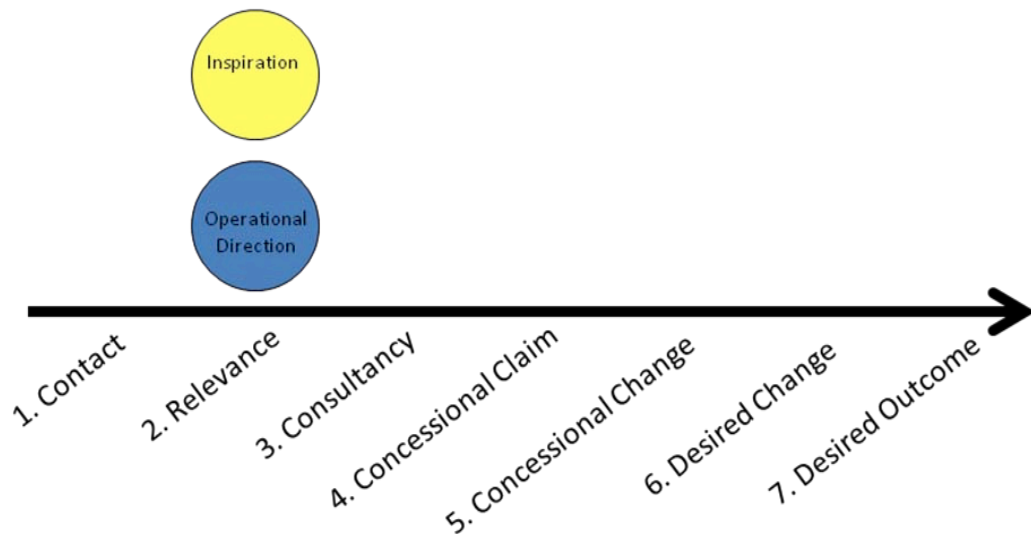 Inspiration
Operational
Direction
1. Contact
2. Relevance
3. Consultancy
4. Concessional Claim
5. Concessional Change
6. Desired Change
7. Desired Outcome